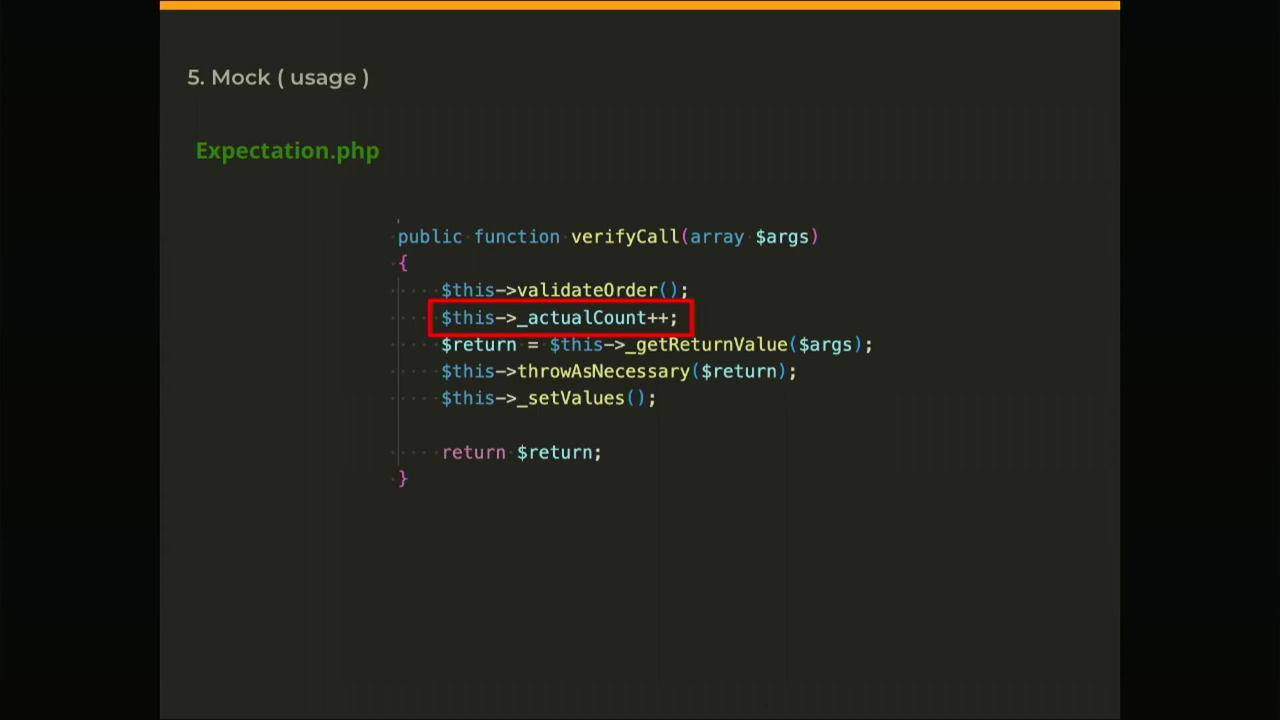 5. Mock ( usage )
Expectation.php
public function verifyCall(array $args)
{
$this->validateOrder();
$this->_actualCount++;
$return = $this->_getReturnValue($args);
$this->throwAsNecessary($return);
$this->_setValues();
return $return;
}